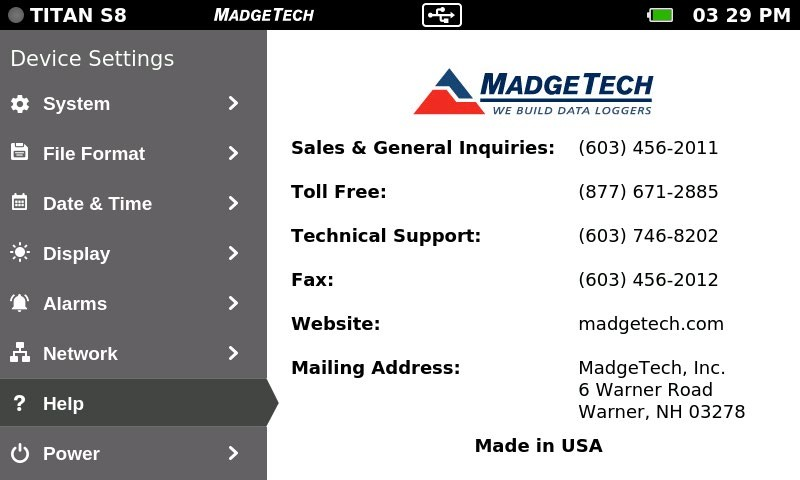 TITAN S8 MADGETECH 03 29 PM
Device Settings
System
File Format
Date & Time
Display
Alarms
Network
? Help
Power
MADGETECH
WE BUILD DATA LOGGERS
Sales & General Inquiries: (603) 456-2011
Toll Free: (877) 671-2885
Technical Support: (603) 746-8202
Fax: (603) 456-2012
Website: madgetech.com
Mailing Address: MadgeTech, Inc.
6 Warner Road
Warner, NH 03278
Made in USA